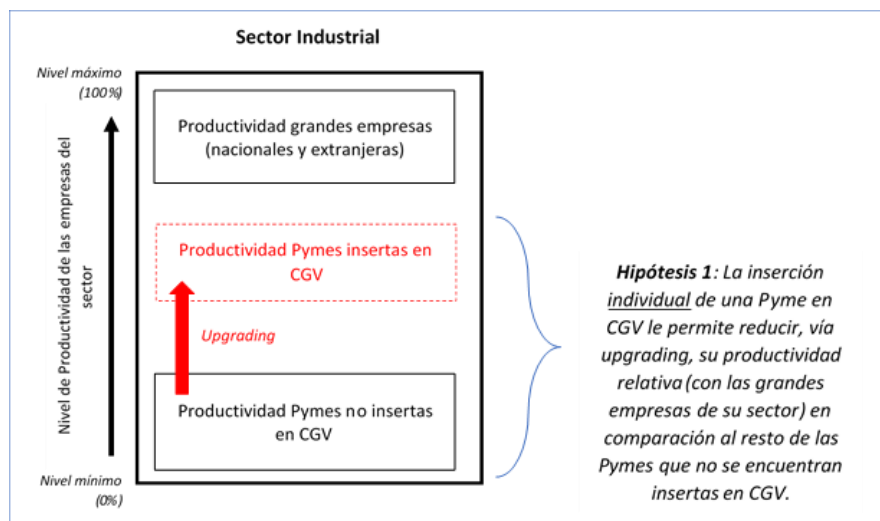 Sector Industrial
Nivel máximo
(100%)
Nivel de Productividad de las empresas del
sector
Productividad grandes empresas
(nacionales y extranjeras)
Productividad Pymes insertas en
CGV
Upgrading
Productividad Pymes no insertas
en CGV
Nivel mínimo
(0%)
Hipótesis 1: La inserción
individual de una Pyme en
CGV le permite reducir, vía
upgrading, su productividad
relativa (con las grandes
empresas de su sector) en
comparación al resto de las
Pymes que no se encuentran
insertas en CGV.